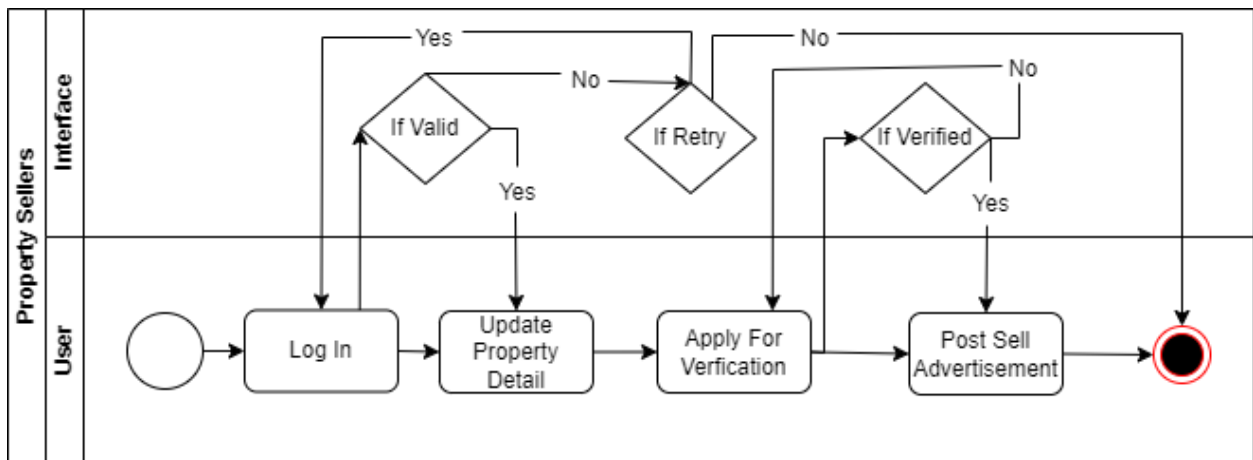 Property Sellers
Interface
User
Yes
No
No
No
If Valid
If Retry
If Verified
Yes
Yes
Log In
Update
Property
Detail
Apply For
Verfication
Post Sell
Advertisement